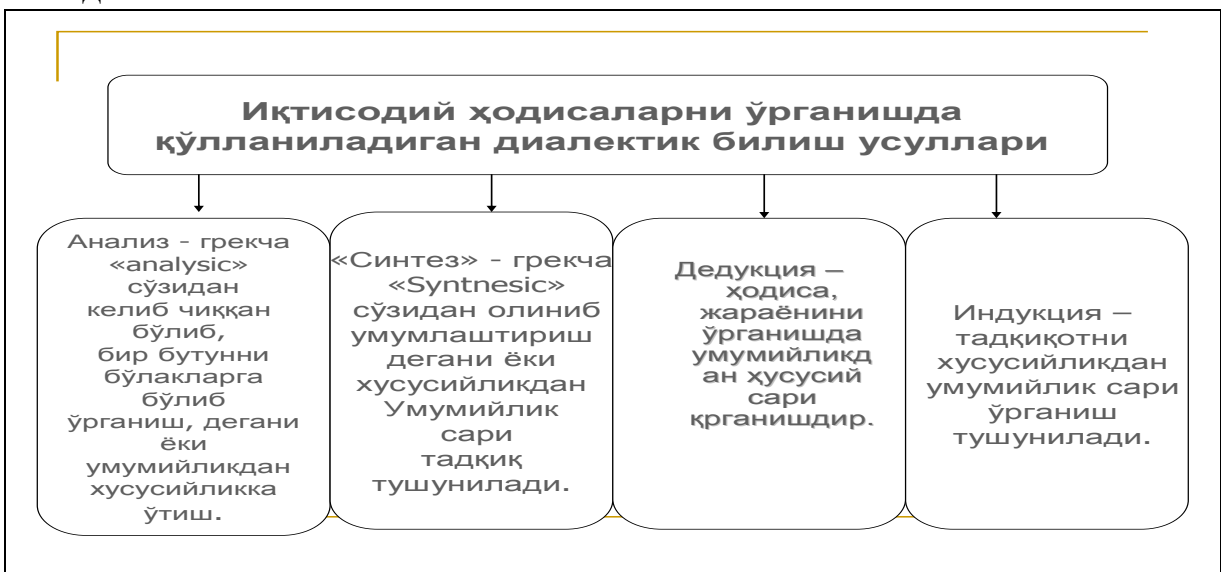 Иқтисодий ҳодисаларни ўрганишда
қўлланиладиган диалектик билиш усуллари
Анализ - грекча
«analysic»
сўзидан
келиб чиққан
бўлиб,
бир бутунни
бўлакларга
бўлиб
ўрганиш, дегани
ёки
умумийликдан
хусусийликка
ўтиш.
«Синтез» - грекча
«Syntnesic»
сўзидан олиниб
умумлаштириш
дегани ёки
хусусийликдан
Умумийлик
сари
тадқиқ
тушунилади.
Дедукция –
ҳодиса,
жараёнини
ўрганишда
умумийликд
ан ҳусусий
сари
қрганишдир.
Индукция –
тадқиқотни
хусусийликдан
умумийлик сари
ўрганиш
тушунилади.